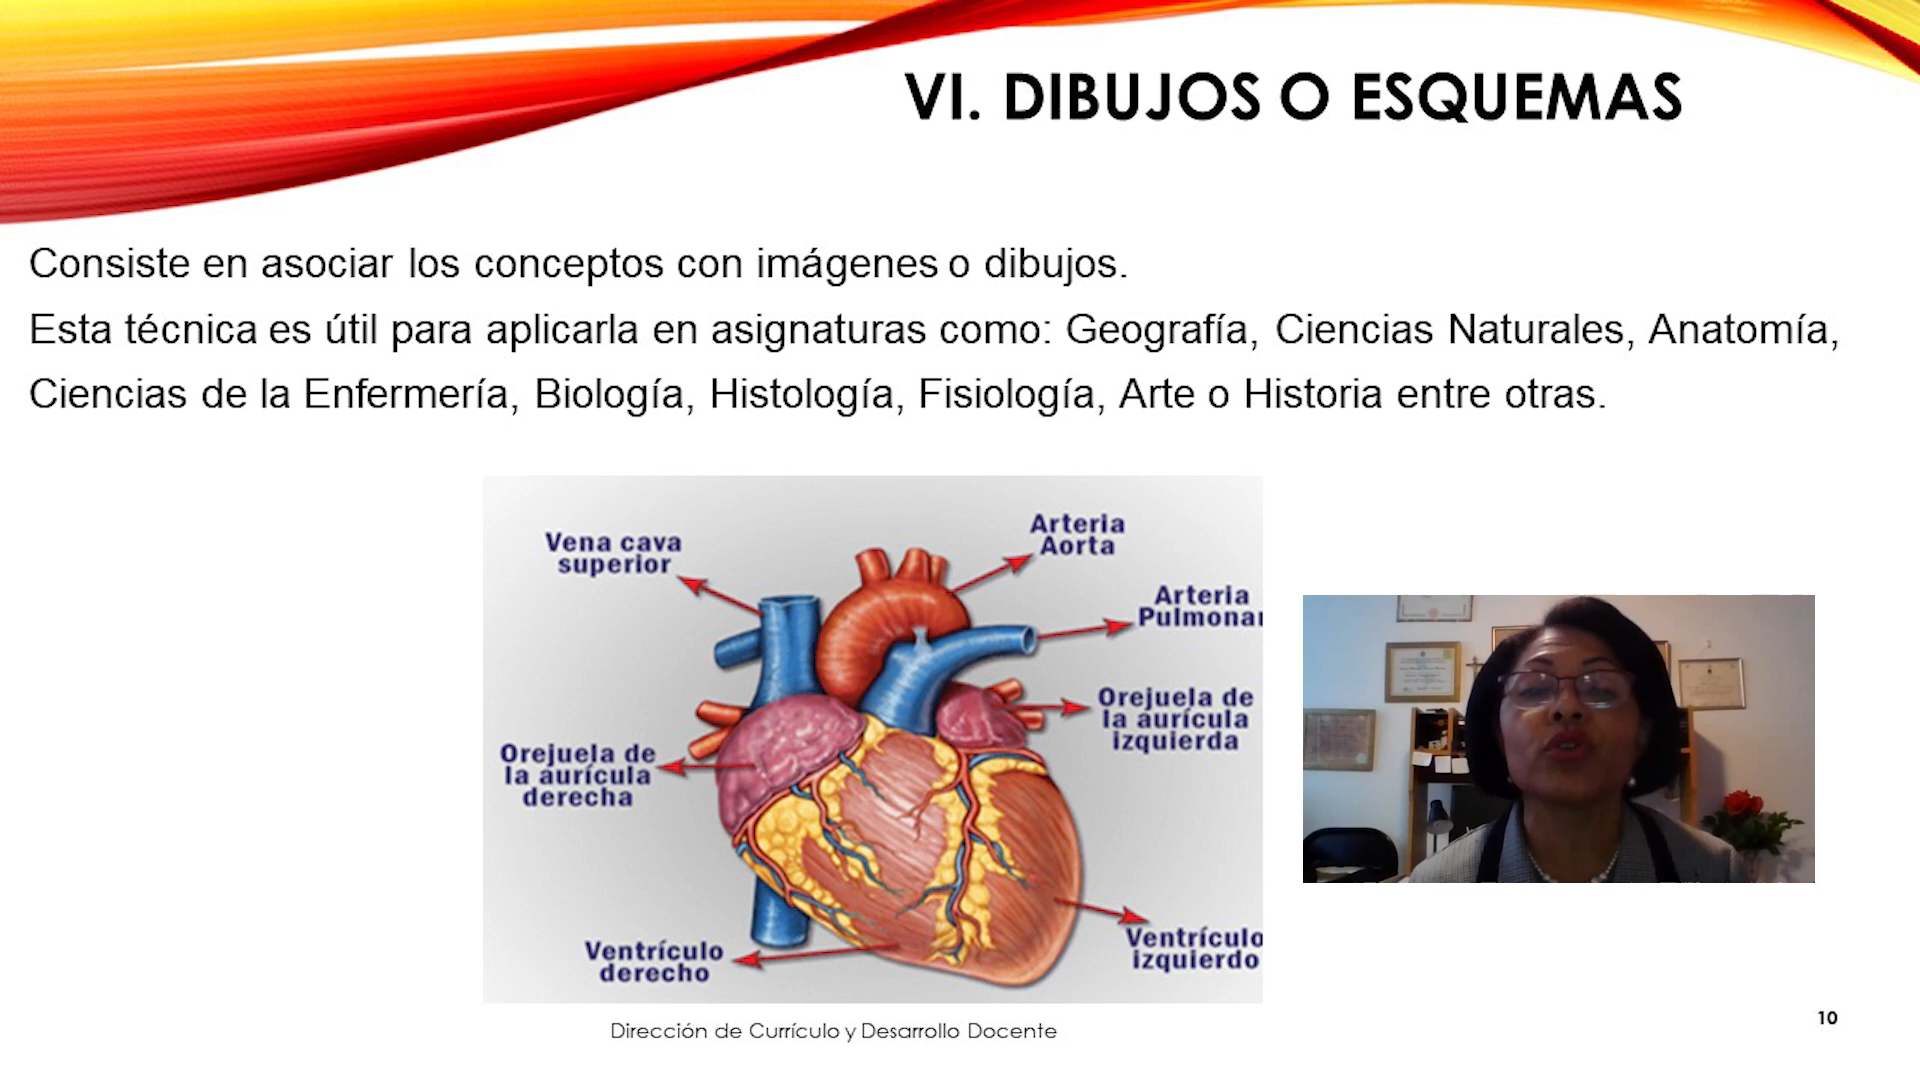 VI. DIBUJOS O ESQUEMAS
Consiste en asociar los conceptos con imágenes o dibujos.
Esta técnica es útil para aplicarla en asignaturas como: Geografía, Ciencias Naturales, Anatomía,
Ciencias de la Enfermería, Biología, Histología, Fisiología, Arte o Historia entre otras.
Vena cava
superior
Arteria
Aorta
Arteria
Pulmonar
Orejuela de
la aurícula
izquierda
Orejuela de
la aurícula
derecha
Ventrículo
derecho
Ventrículo
izquierdo
Dirección de Currículo y Desarrollo Docente
10